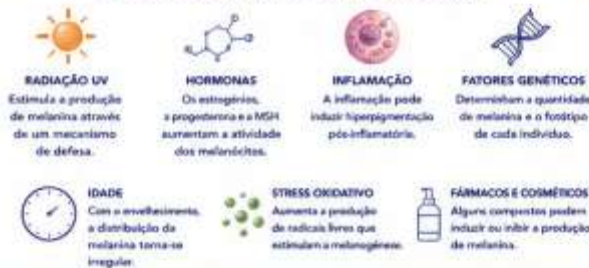 RADIAÇÃO UV
Estimula a produção
de melanina através
de um mecanismo
de defesa.
HORMONAS
Os estrogénios,
a progesterona e a MSH
aumentam a atividade
dos melanócitos.
INFLAMAÇÃO
A inflamação pode
induzir hiperpigmentação
pós-inflamatória.
FATORES GENÉTICOS
Determinham a quantidade
de melanina e o fotótipo
de cada indivíduo.
IDADE
Com o envelhecimento,
a distribuição da
melanina torna-se
irregular.
STRESS OXIDATIVO
Aumenta a produção
de radicais livres que
estimulam a melanogénese.
FÁRMACOS E COSMÉTICOS
Alguns compostos podem
induzir ou inibir a produção
de melanina.